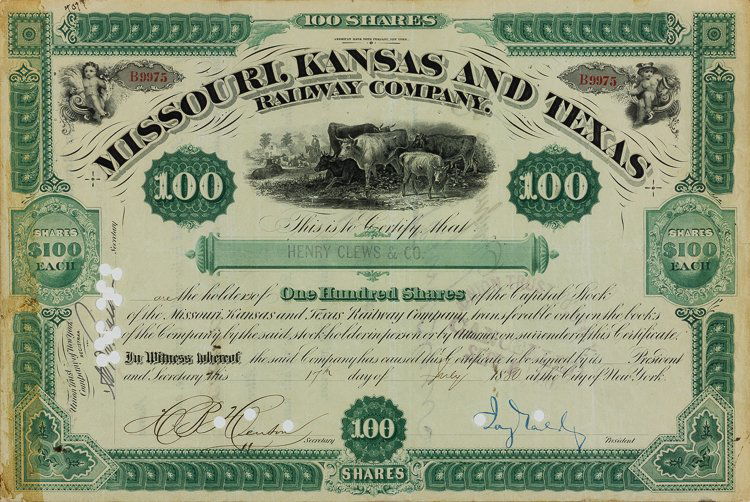 100 SHARES
AMERICAN BANK NOTE COMPANY, NEW YORK.
B9975
B9975
MISSOURI, KANSAS AND TEXAS
RAILWAY COMPANY.
100
100
This is to Certify, that
SHARES
$100
EACH
SHARES
$100
EACH
HENRY CLEWS & CO.
are the holders of One Hundred Shares of the Capital Stock
of the Missouri Kansas and Texas Railway Company, transferable only on the books
of the Company by the said stockholder in person or by Attorney on surrender of this Certificate.
In Witness whereof the said Company has caused this Certificate to be signed by its President
and Secretary this 17th day of July 1880 at the City of New York.
Secretary
100
President
SHARES
Secretary